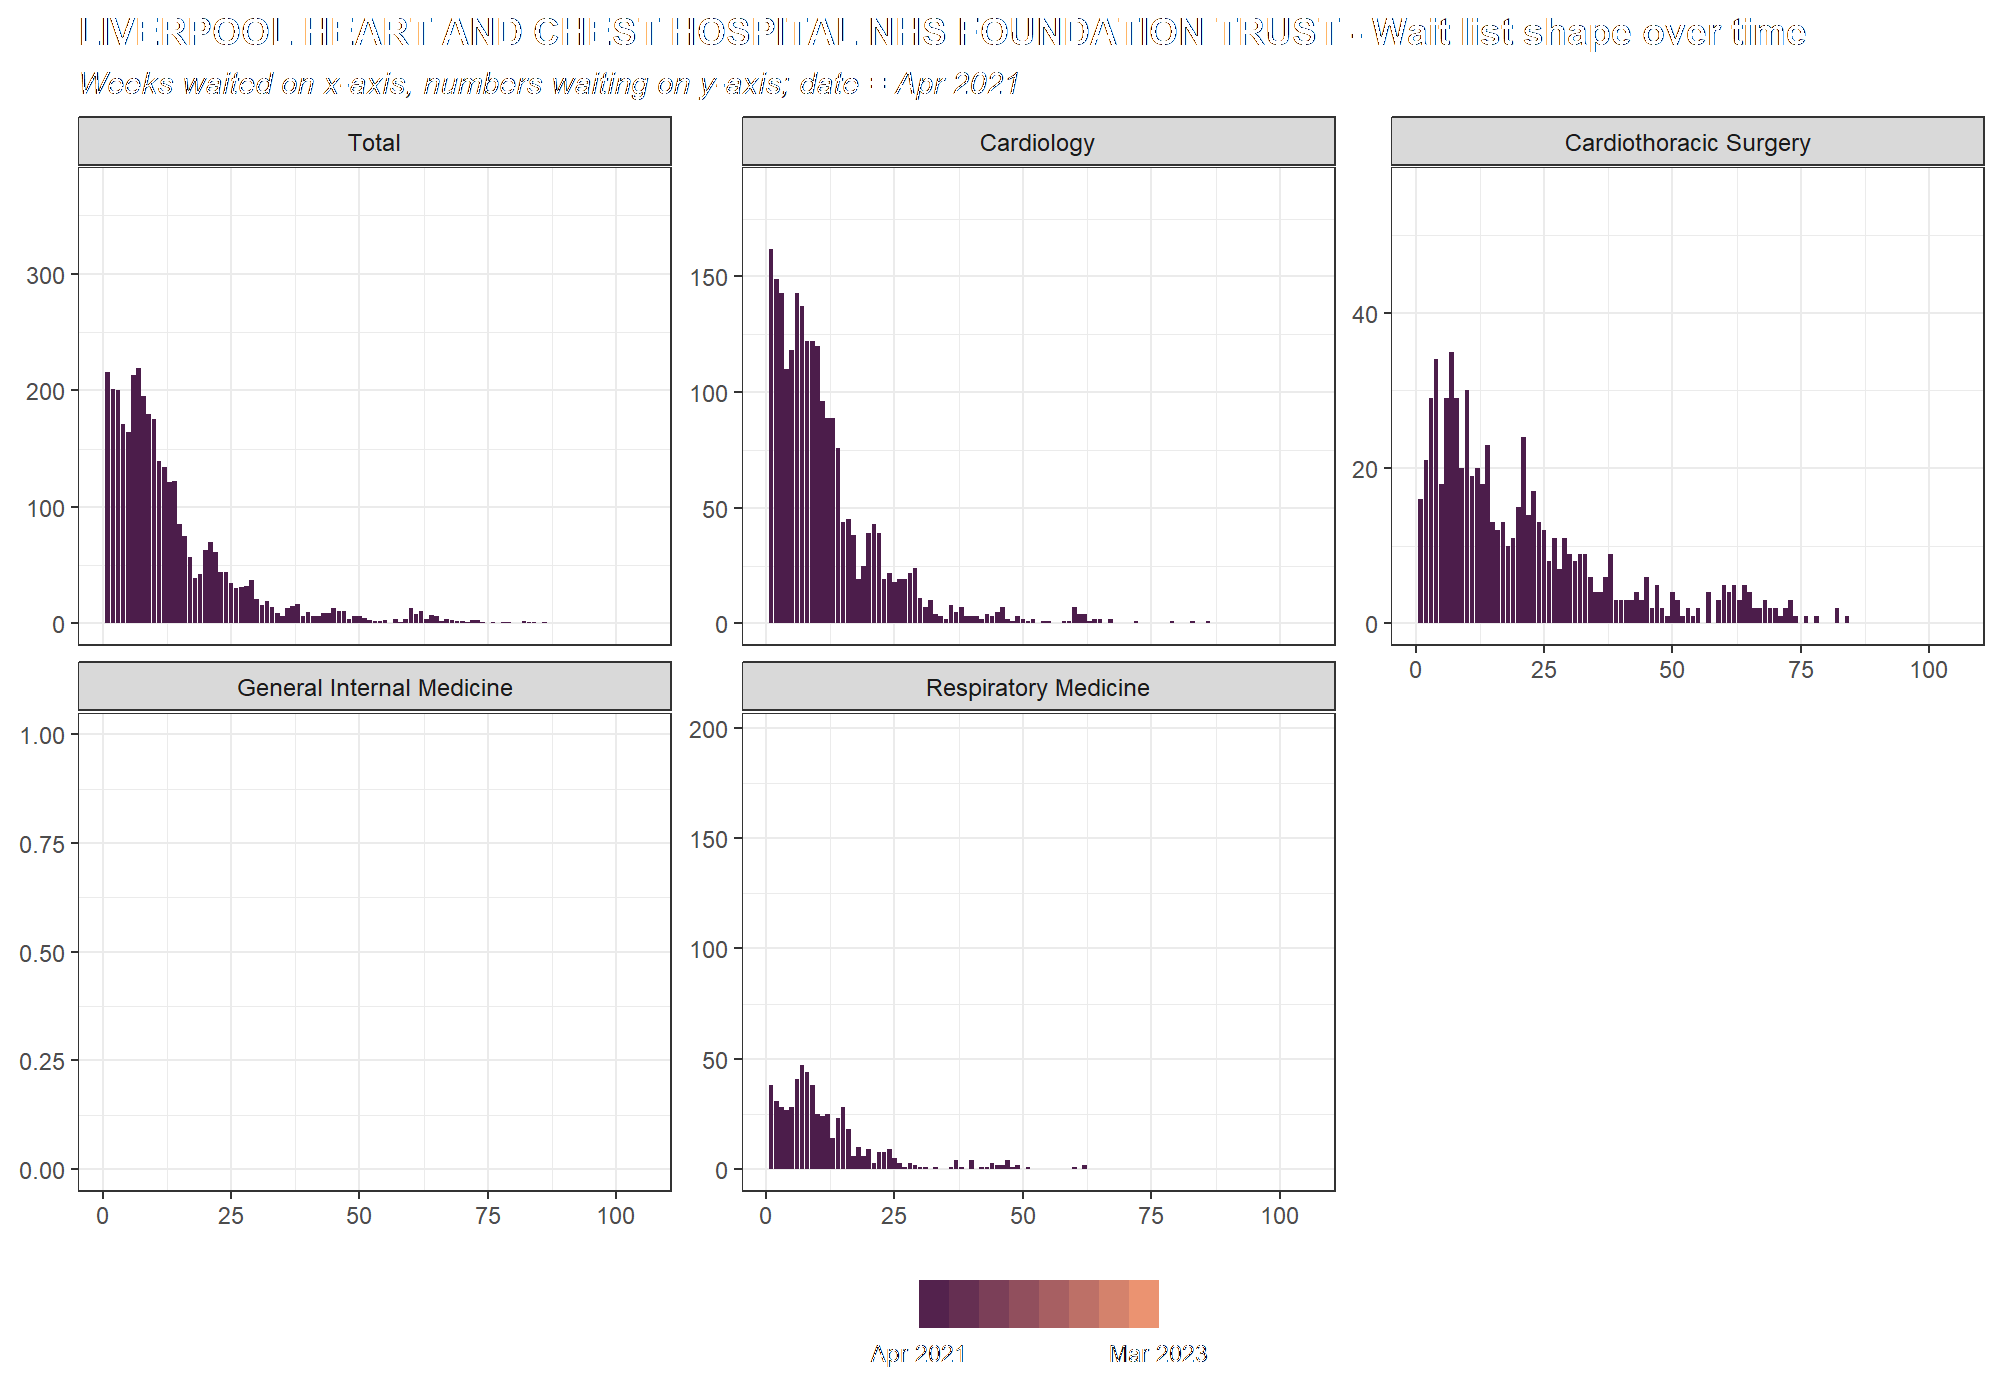 LIVERPOOL HEART AND CHEST HOSPITAL NHS FOUNDATION TRUST - Wait list shape over time
Weeks waited on x-axis, numbers waiting on y-axis; date = Apr 2021
Total
300
200
100
0
Cardiology
150
100
50
0
Cardiothoracic Surgery
40
20
0
0 25 50 75 100
General Internal Medicine
1.00
0.75
0.50
0.25
0.00
0 25 50 75 100
Respiratory Medicine
200
150
100
50
0
0 25 50 75 100
Apr 2021 Mar 2023